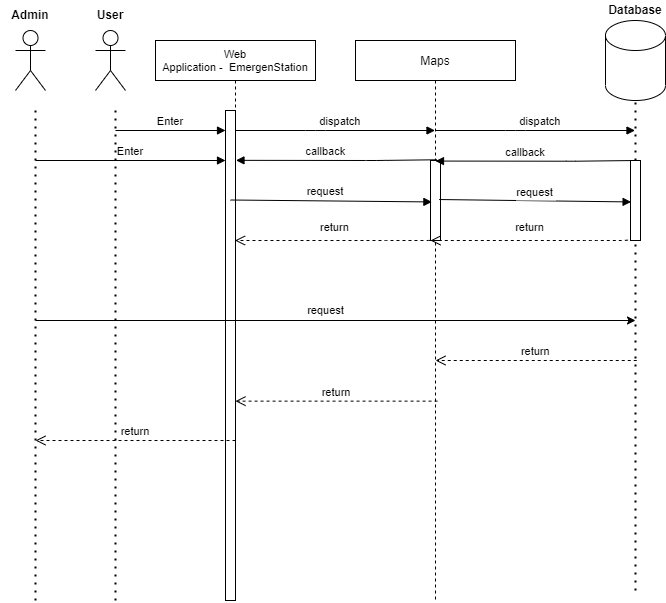 Admin
User
Database
Web
Application - EmergenStation
Maps
Enter
dispatch
dispatch
Enter
callback
callback
request
request
return
return
request
return
return
return